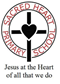 SACRED HEART
PRIMARY SCHOOL
Jesus at the Heart
of all that we do